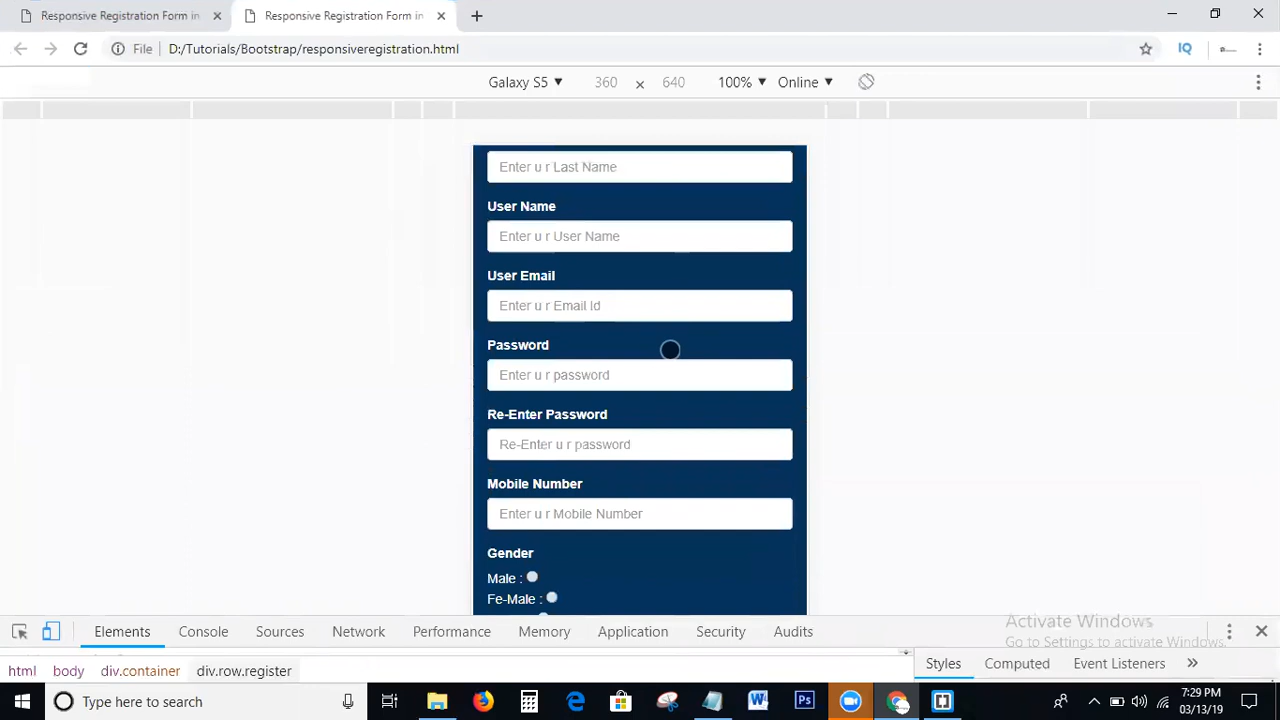 Responsive Registration Form in
Responsive Registration Form in
File D:/Tutorials/Bootstrap/responsiveregistration.html
Galaxy S5 360 × 640 100% Online
Enter u r Last Name
User Name
Enter u r User Name
User Email
Enter u r Email Id
Password
Enter u r password
Re-Enter Password
Re-Enter u r password
Mobile Number
Enter u r Mobile Number
Gender
Male :
Fe-Male :
Activate Windows
Go to Settings to activate Windows.
Elements Console Sources Network Performance Memory Application Security Audits
html body div.container div.row.register
Styles Computed Event Listeners
Type here to search
7:29 PM
03/13/19